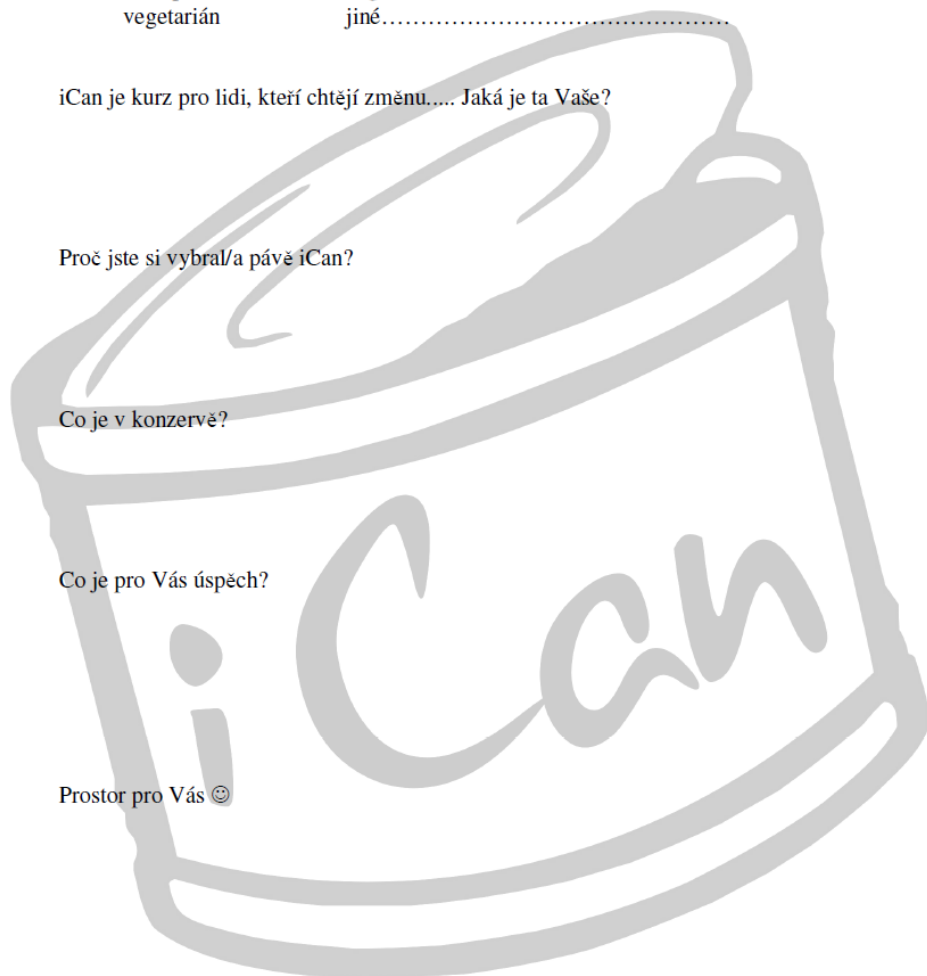 vegetarián jiné.............................................
iCan je kurz pro lidi, kteří chtějí změnu..... Jaká je ta Vaše?
Proč jste si vybral/a pávě iCan?
Co je v konzervě?
Co je pro Vás úspěch?
iCan
Prostor pro Vás ☺